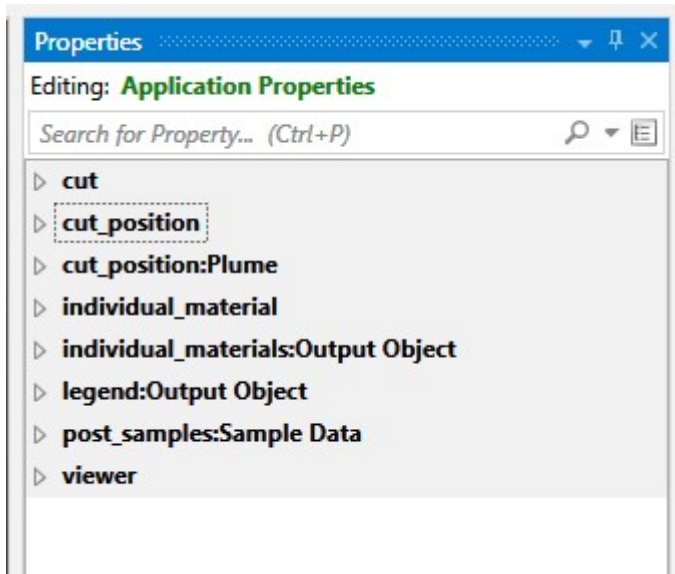 Properties
Editing: Application Properties
Search for Property... (Ctrl+P)
cut
cut_position
cut_position:Plume
individual_material
individual_materials:Output Object
legend:Output Object
post_samples:Sample Data
viewer